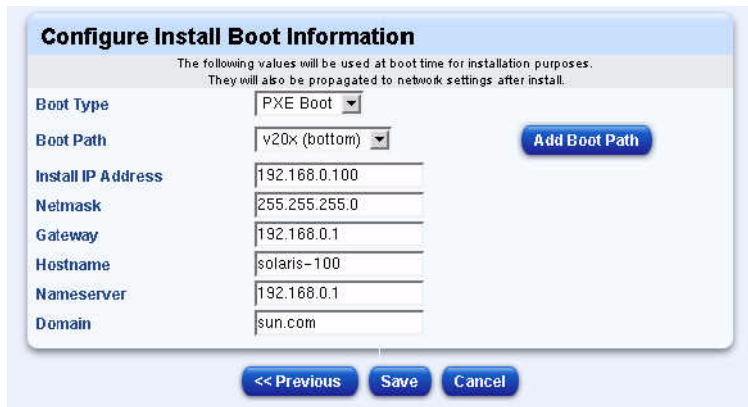 Configure Install Boot Information
The following values will be used at boot time for installation purposes.
They will also be propagated to network settings after install.
Boot Type PXE Boot
Boot Path v20x (bottom) Add Boot Path
Install IP Address 192.168.0.100
Netmask 255.255.255.0
Gateway 192.168.0.1
Hostname solaris-100
Nameserver 192.168.0.1
Domain sun.com
<< Previous Save Cancel